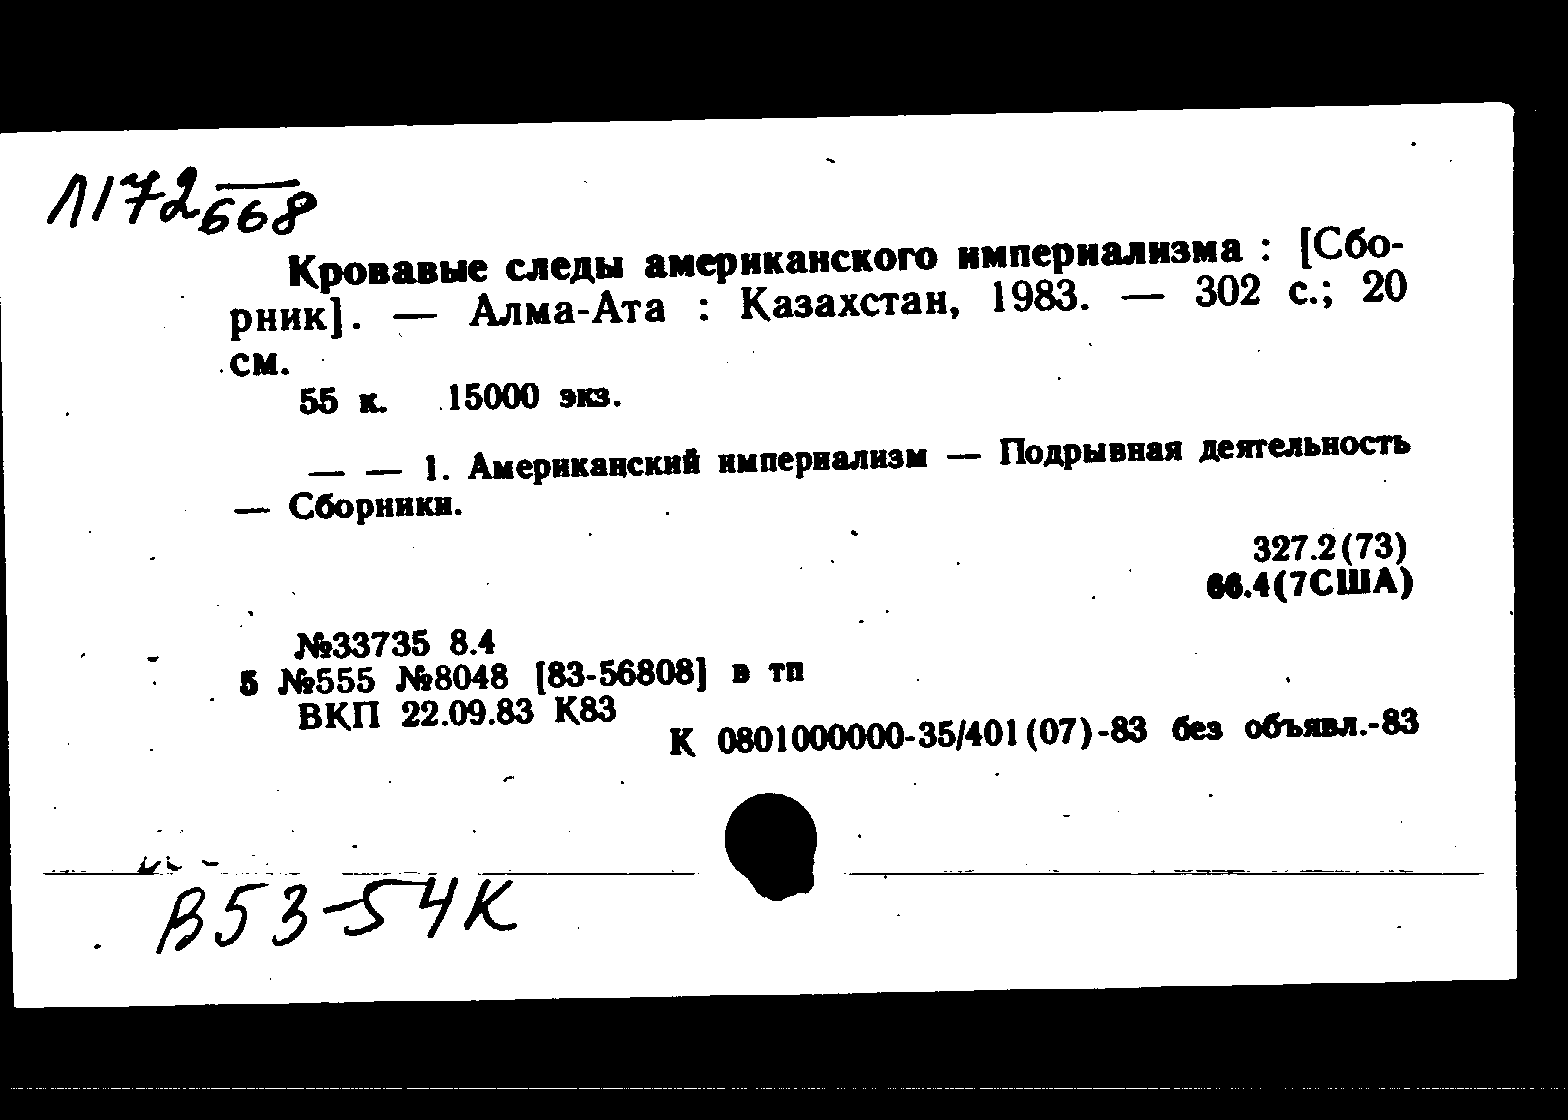 Л172
668
Кровавые следы американского империализма : [Сбо-
рник]. — Алма-Ата : Казахстан, 1983. — 302 с.; 20
см.
55 к. 15000 экз.
— — 1. Американский империализм — Подрывная деятельность
— Сборники.
327.2(73)
66.4(7США)
№33735 8.4
5 №555 №8048 [83-56808] в тп
ВКП 22.09.83 К83
К 0801000000-35/401(07)-83 без объявл.-83
В53-54К